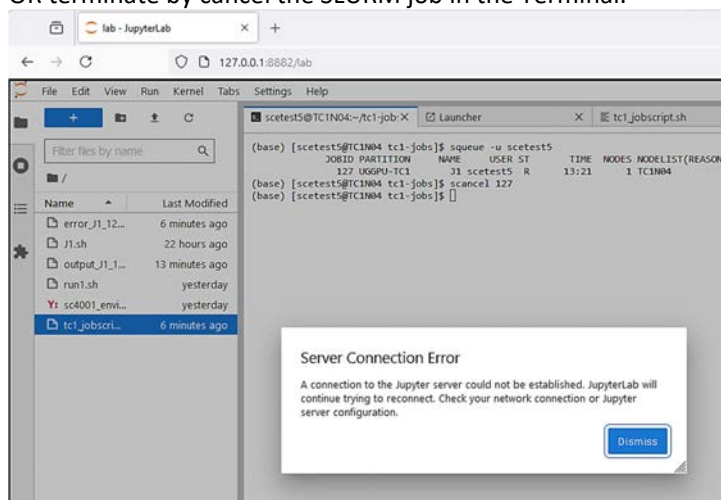 OR terminate by cancel the SLURM job in the Terminal.
lab - JupyterLab
127.0.0.1:8882/lab
File Edit View Run Kernel Tabs Settings Help
scetest5@TC1N04:~/tc1-job: Launcher tc1_jobscript.sh
Filter files by name
/
Name Last Modified
error_J1_12... 6 minutes ago
J1.sh 22 hours ago
output_J1_1... 13 minutes ago
run1.sh yesterday
Y: sc4001_envi... yesterday
tc1_jobscri... 6 minutes ago
(base) [scetest5@TC1N04 tc1-jobs]$ squeue -u scetest5
JOBID PARTITION NAME USER ST TIME NODES NODELIST(REASON
127 UGGPU-TC1 J1 scetest5 R 13:21 1 TC1N04
(base) [scetest5@TC1N04 tc1-jobs]$ scancel 127
(base) [scetest5@TC1N04 tc1-jobs]$
Server Connection Error
A connection to the Jupyter server could not be established. JupyterLab will
continue trying to reconnect. Check your network connection or Jupyter
server configuration.
Dismiss